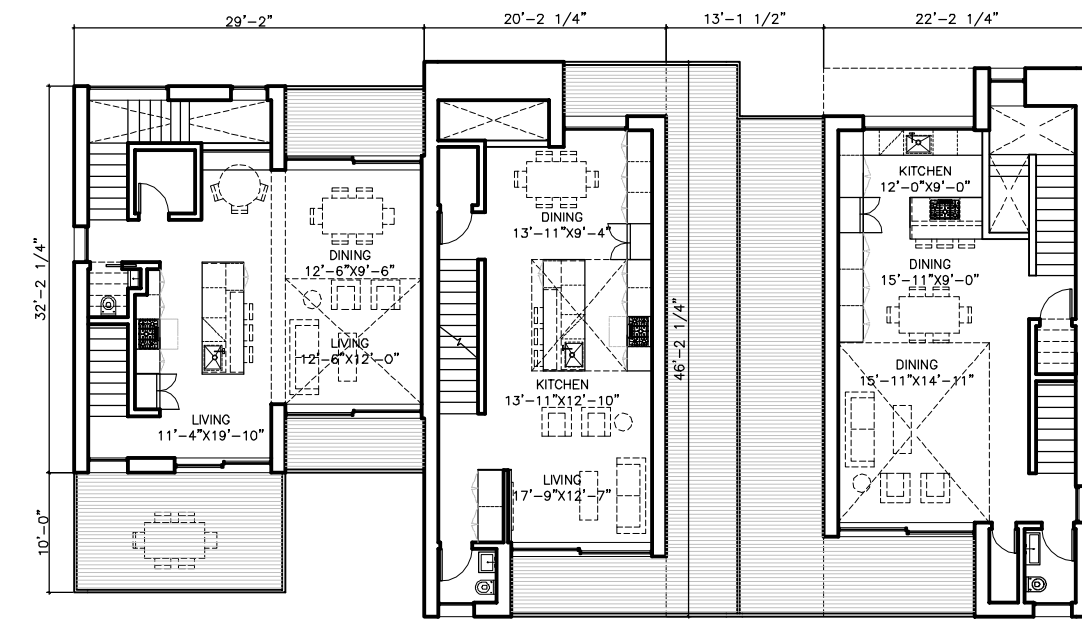 29'-2"
20'-2 1/4"
13'-1 1/2"
22'-2 1/4"
32'-2 1/4"
10'-0"
46'-2 1/4"
DINING
12'-6"X9'-6"
LIVING
12'-6"X12'-0"
LIVING
11'-4"X19'-10"
DINING
13'-11"X9'-4"
KITCHEN
13'-11"X12'-10"
LIVING
17'-9"X12'-7"
KITCHEN
12'-0"X9'-0"
DINING
15'-11"X9'-0"
DINING
15'-11"X14'-11"